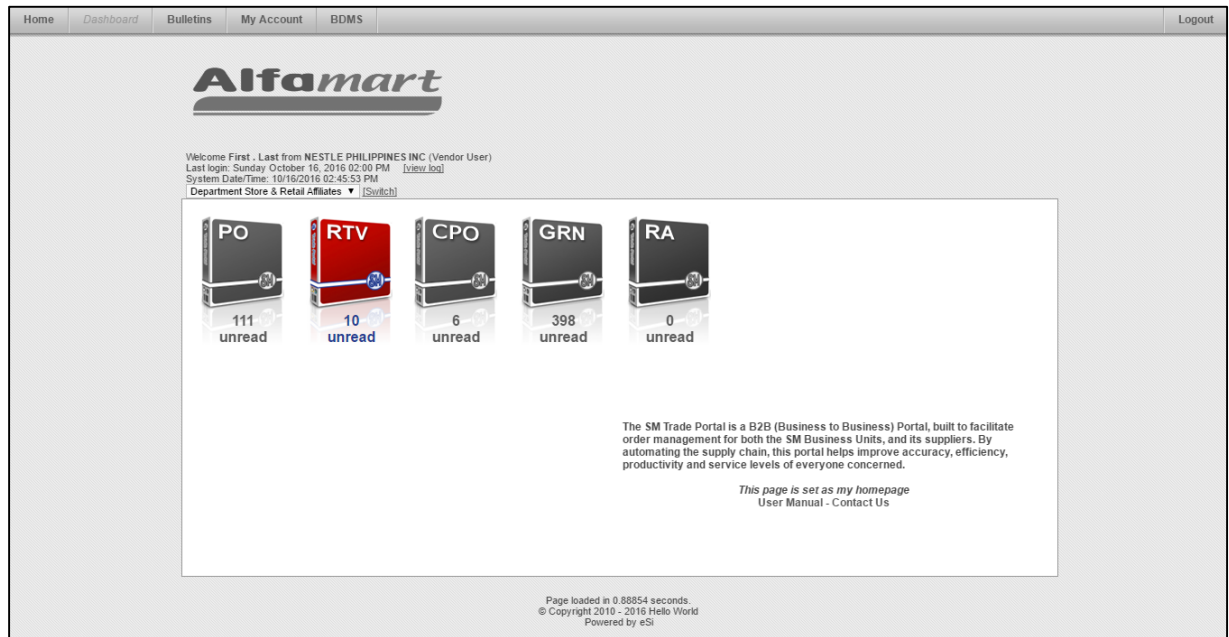 Home Dashboard Bulletins My Account BDMS Logout
Alfamart
Welcome First . Last from NESTLE PHILIPPINES INC (Vendor User)
Last login: Sunday October 16, 2016 02:00 PM [view log]
System Date/Time: 10/16/2016 02:45:53 PM
Department Store & Retail Affiliates ▼ [Switch]
PO RTV CPO GRN RA
SM SM SM SM SM
111 10 6 398 0
unread unread unread unread unread
The SM Trade Portal is a B2B (Business to Business) Portal, built to facilitate
order management for both the SM Business Units, and its suppliers. By
automating the supply chain, this portal helps improve accuracy, efficiency,
productivity and service levels of everyone concerned.
This page is set as my homepage
User Manual - Contact Us
Page loaded in 0.88854 seconds.
© Copyright 2010 - 2016 Hello World
Powered by eSi